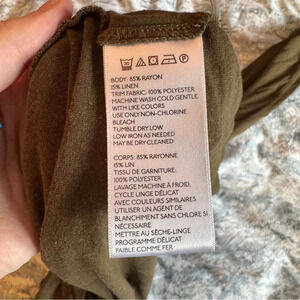 BODY: 85% RAYON
15% LINEN
TRIM FABRIC: 100% POLYESTER
MACHINE WASH COLD GENTLE
WITH LIKE COLORS
USE ONLY NON-CHLORINE
BLEACH
TUMBLE DRY LOW
LOW IRON AS NEEDED
MAY BE DRY CLEANED
CORPS: 85% RAYONNE
15% LIN
TISSU DE GARNITURE:
100% POLYESTER
LAVAGE MACHINE À FROID,
CYCLE LINGE DÉLICAT
AVEC COULEURS SIMILAIRES
UTILISER UN AGENT DE
BLANCHIMENT SANS CHLORE SI
NÉCESSAIRE
METTRE AU SÈCHE-LINGE
PROGRAMME DÉLICAT
FAIBLE COMME FER